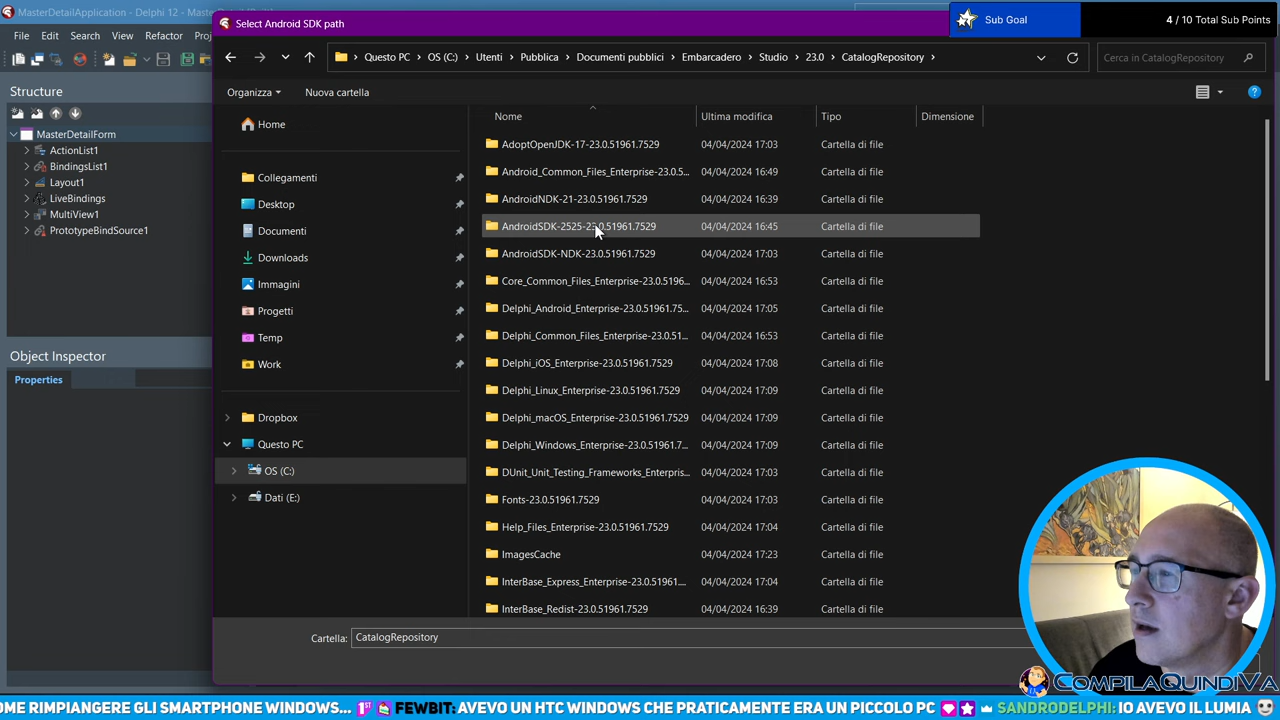 MasterDetailApplication - Delphi 12
Select Android SDK path
Sub Goal
4 / 10 Total Sub Points
File Edit Search View Refactor
Questo PC > OS (C:) > Utenti > Pubblica > Documenti pubblici > Embarcadero > Studio > 23.0 > CatalogRepository >
Cerca in CatalogRepository
Organizza
Nuova cartella
Structure
MasterDetailForm
ActionList1
BindingsList1
Layout1
LiveBindings
MultiView1
PrototypeBindSource1
Object Inspector
Properties
Home
Collegamenti
Desktop
Documenti
Downloads
Immagini
Progetti
Temp
Work
Dropbox
Questo PC
OS (C:)
Dati (E:)
Nome Ultima modifica Tipo Dimensione
AdoptOpenJDK-17-23.0.51961.7529 04/04/2024 17:03 Cartella di file
Android_Common_Files_Enterprise-23.0.5... 04/04/2024 16:49 Cartella di file
AndroidNDK-21-23.0.51961.7529 04/04/2024 16:39 Cartella di file
AndroidSDK-2525-23.0.51961.7529 04/04/2024 16:45 Cartella di file
AndroidSDK-NDK-23.0.51961.7529 04/04/2024 17:03 Cartella di file
Core_Common_Files_Enterprise-23.0.5196... 04/04/2024 16:53 Cartella di file
Delphi_Android_Enterprise-23.0.51961.75... 04/04/2024 17:05 Cartella di file
Delphi_Common_Files_Enterprise-23.0.51... 04/04/2024 16:53 Cartella di file
Delphi_iOS_Enterprise-23.0.51961.7529 04/04/2024 17:08 Cartella di file
Delphi_Linux_Enterprise-23.0.51961.7529 04/04/2024 17:09 Cartella di file
Delphi_macOS_Enterprise-23.0.51961.7529 04/04/2024 17:09 Cartella di file
Delphi_Windows_Enterprise-23.0.51961.7... 04/04/2024 17:09 Cartella di file
DUnit_Unit_Testing_Frameworks_Enterpris... 04/04/2024 17:03 Cartella di file
Fonts-23.0.51961.7529 04/04/2024 17:03 Cartella di file
Help_Files_Enterprise-23.0.51961.7529 04/04/2024 17:04 Cartella di file
ImagesCache 04/04/2024 17:23 Cartella di file
InterBase_Express_Enterprise-23.0.51961.... 04/04/2024 17:04 Cartella di file
InterBase_Redist-23.0.51961.7529 04/04/2024 16:39 Cartella di file
Cartella: CatalogRepository
COMPILAQUINDIVA
OME RIMPIANGERE GLI SMARTPHONE WINDOWS... 1st FEWBIT: AVEVO UN HTC WINDOWS CHE PRATICAMENTE ERA UN PICCOLO PC SANDRODELPHI: IO AVEVO IL LUMIA